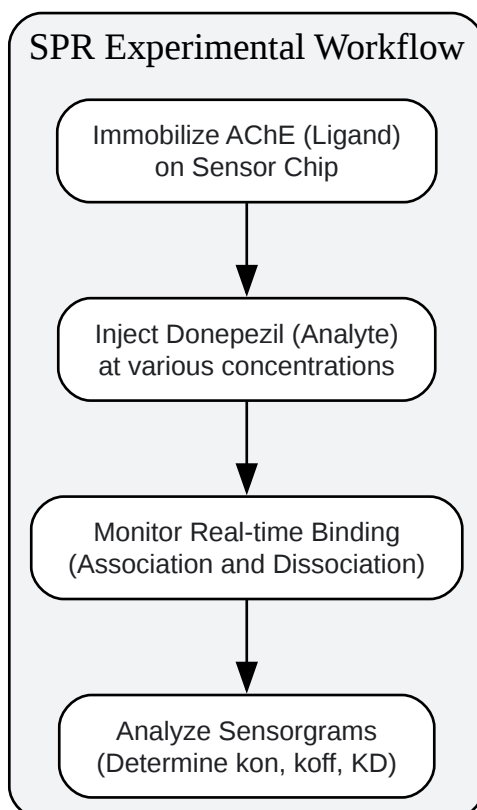 SPR Experimental Workflow
Immobilize AChE (Ligand)
on Sensor Chip
Inject Donepezil (Analyte)
at various concentrations
Monitor Real-time Binding
(Association and Dissociation)
Analyze Sensorgrams
(Determine kon, koff, KD)